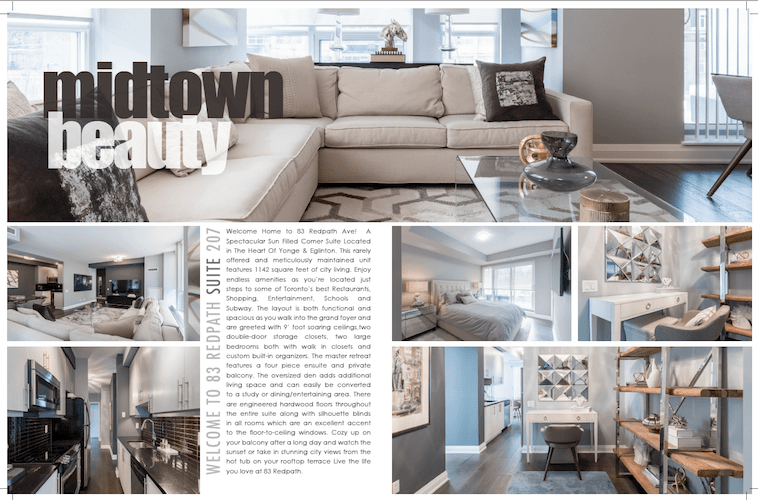 midtown
beauty
WELCOME TO 83 REDPATH SUITE 207
Welcome Home to 83 Redpath Ave! A
Spectacular Sun Filled Corner Suite Located
in The Heart Of Yonge & Eglinton. This rarely
offered and meticulously maintained unit
features 1142 square feet of city living. Enjoy
endless amenities as you're located just
steps to some of Toronto's best Restaurants,
Shopping, Entertainment, Schools and
Subway. The layout is both functional and
spacious as you walk into the grand foyer and
are greeted with 9' foot soaring ceilings,two
double-door storage closets, two large
bedrooms both with walk in closets and
custom built-in organizers. The master retreat
features a four piece ensuite and private
balcony. The oversized den adds additional
living space and can easily be converted
to a study or dining/entertaining area. There
are engineered hardwood floors throughout
the entire suite along with silhouette blinds
in all rooms which are an excellent accent
to the floor-to-ceiling windows. Cozy up on
your balcony after a long day and watch the
sunset or take in stunning city views from the
hot tub on your rooftop terrace Live the life
you love at 83 Redpath.